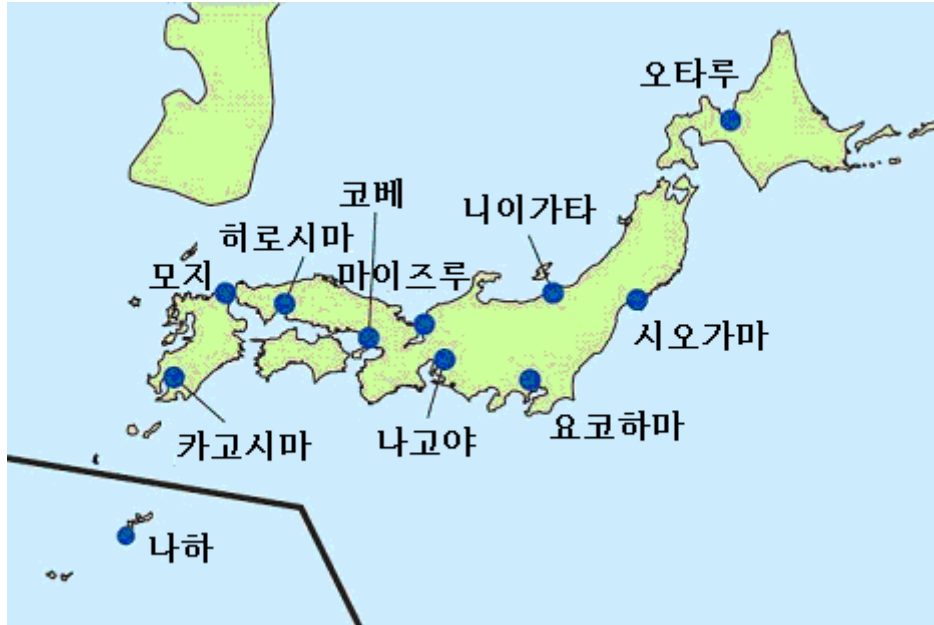 오타루
코베
니이가타
허로시마
모지
마이즈루
시오가마
요코하마
카고시마
나고야
나하